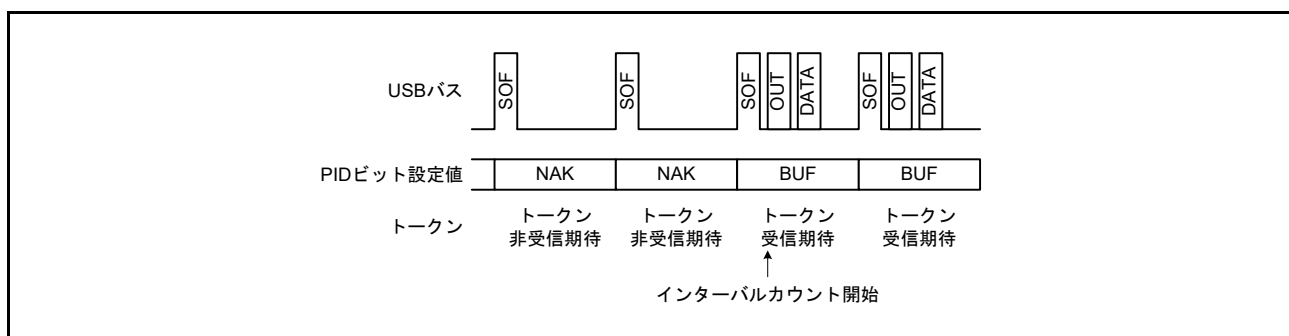 USBバス
SOF
SOF
SOF
OUT
DATA
SOF
OUT
DATA
PIDビット設定値
NAK
NAK
BUF
BUF
トークン
トークン
非受信期待
トークン
非受信期待
トークン
受信期待
トークン
受信期待
インターバルカウント開始